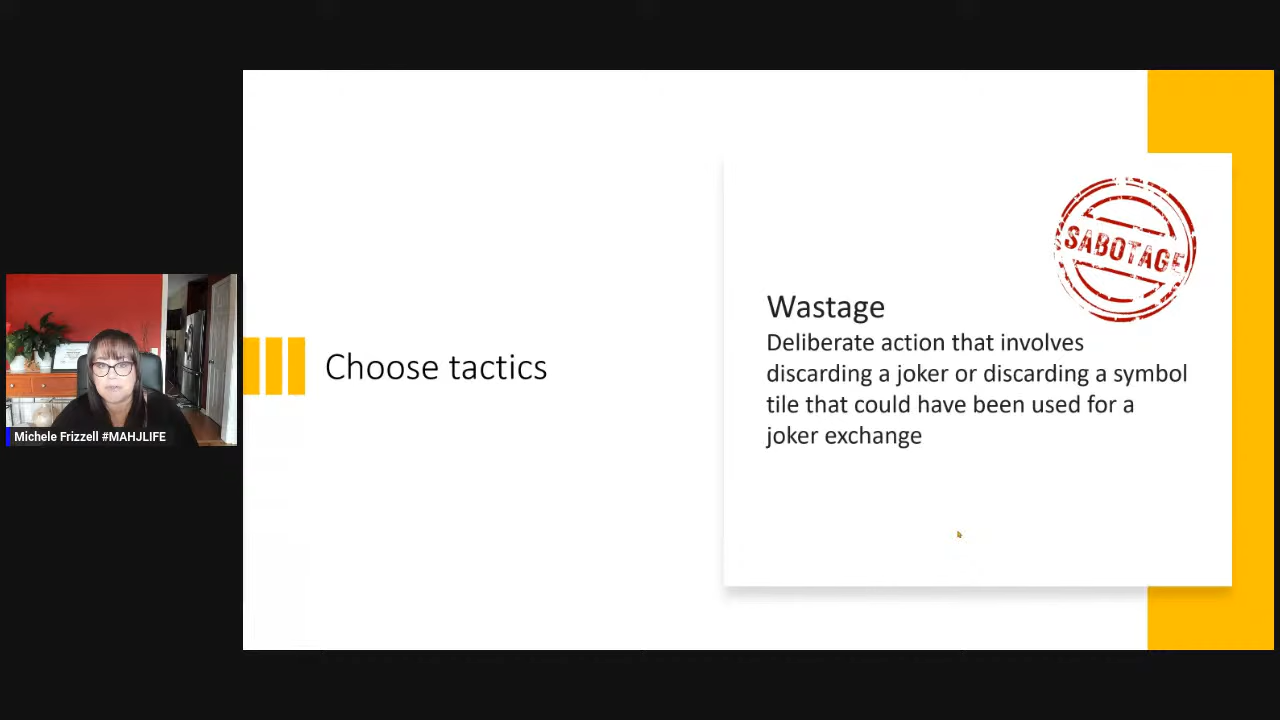 SABOTAGE
Wastage
Deliberate action that involves
discarding a joker or discarding a symbol
tile that could have been used for a
joker exchange
Choose tactics
Michele Frizzell #MAHJLIFE